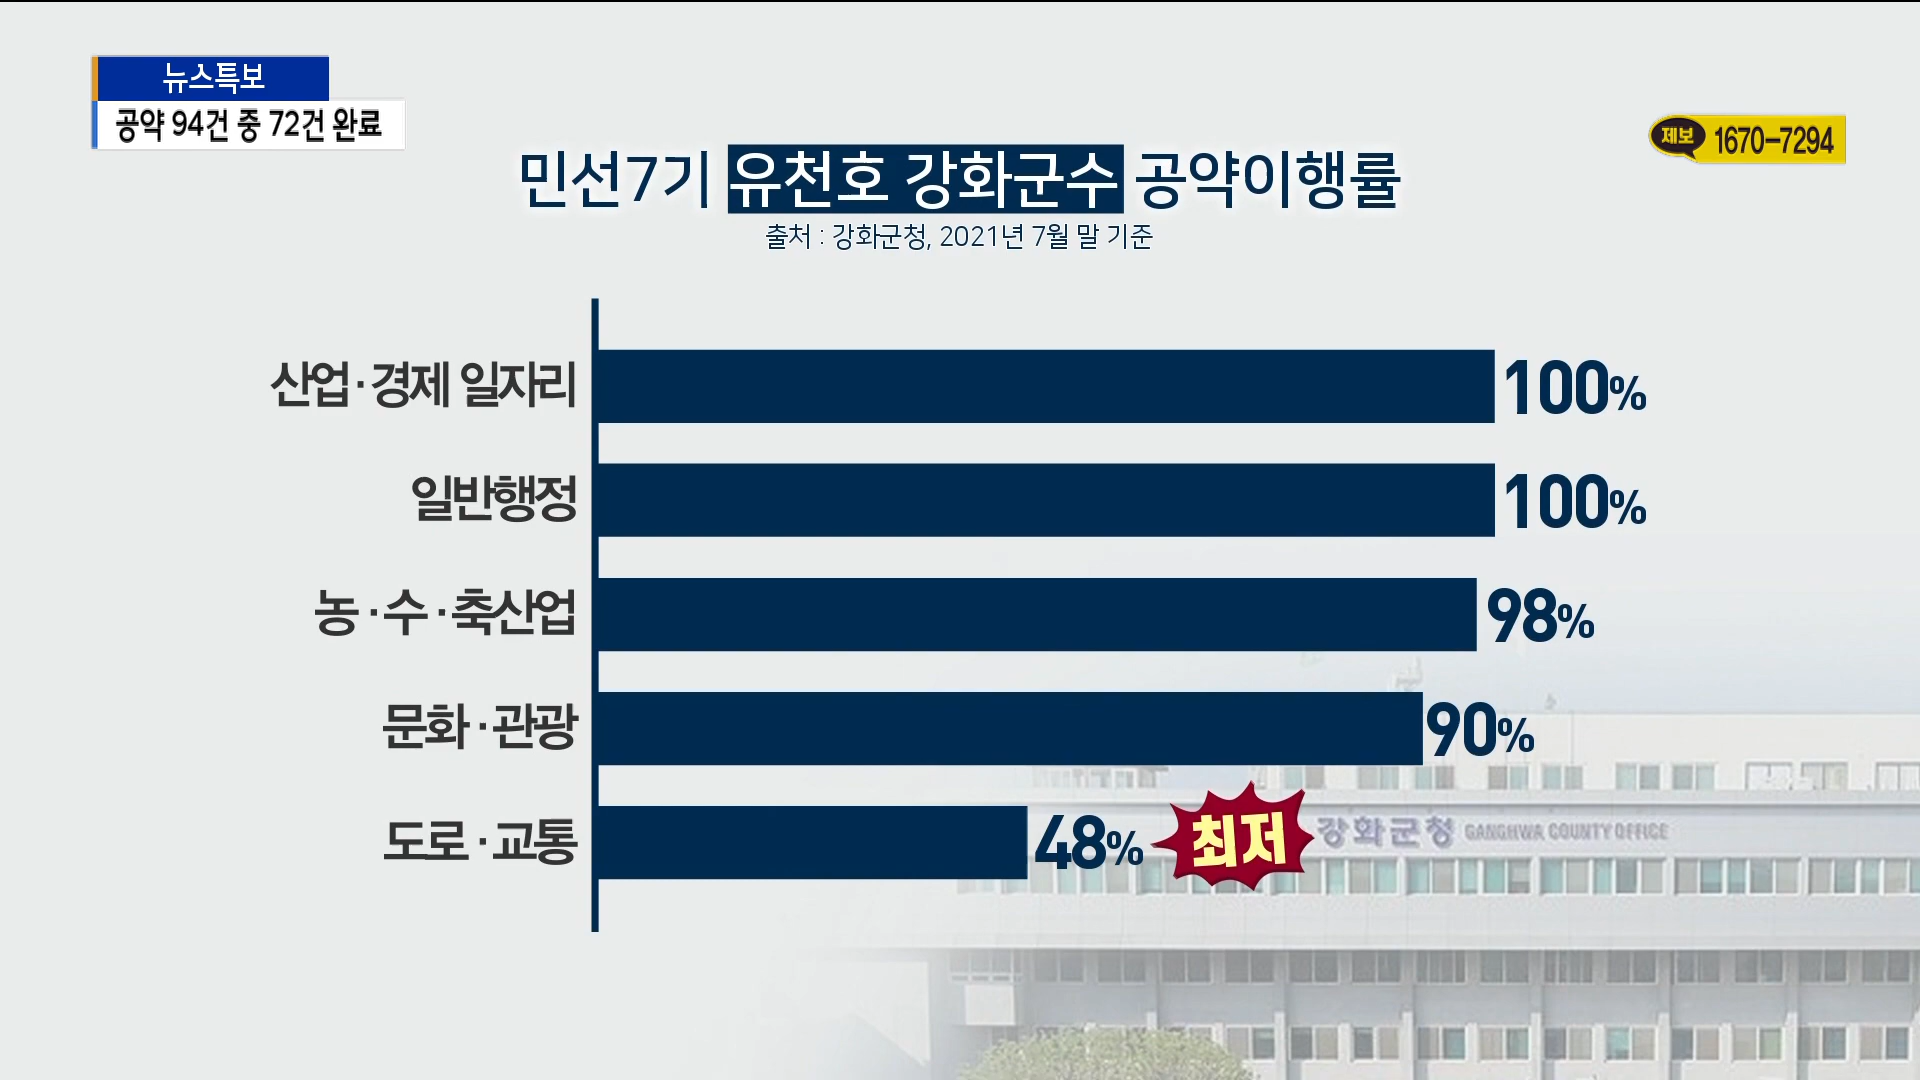 뉴스특보
공약 94건 중 72건 완료
제보 1670-7294
민선7기 유천호 강화군수 공약이행률
출처 : 강화군청, 2021년 7월 말 기준
산업·경제 일자리 100%
일반행정 100%
농·수·축산업 98%
문화·관광 90%
도로·교통 48% 최저
강화군청 GANGHWA COUNTY OFFICE